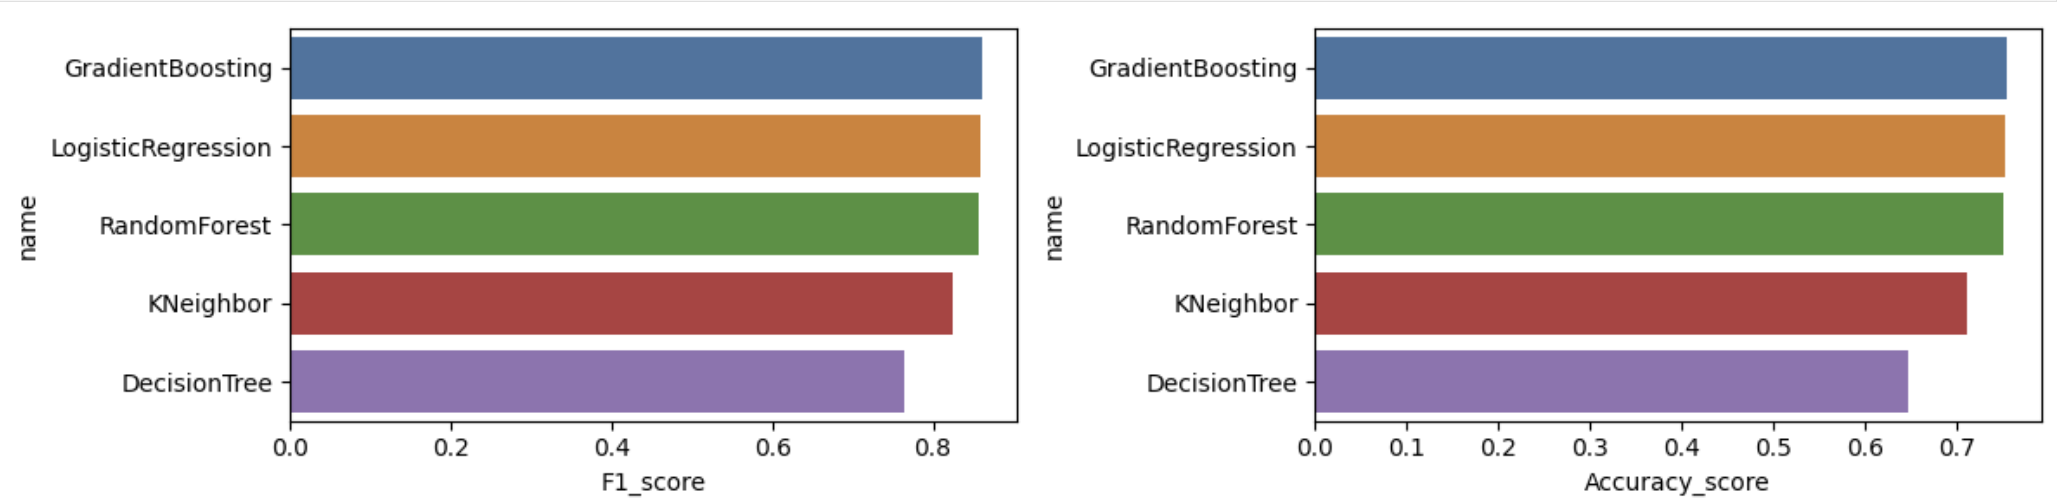 GradientBoosting
LogisticRegression
RandomForest
KNeighbor
DecisionTree
name
0.0 0.2 0.4 0.6 0.8
F1_score
GradientBoosting
LogisticRegression
RandomForest
KNeighbor
DecisionTree
name
0.0 0.1 0.2 0.3 0.4 0.5 0.6 0.7
Accuracy_score